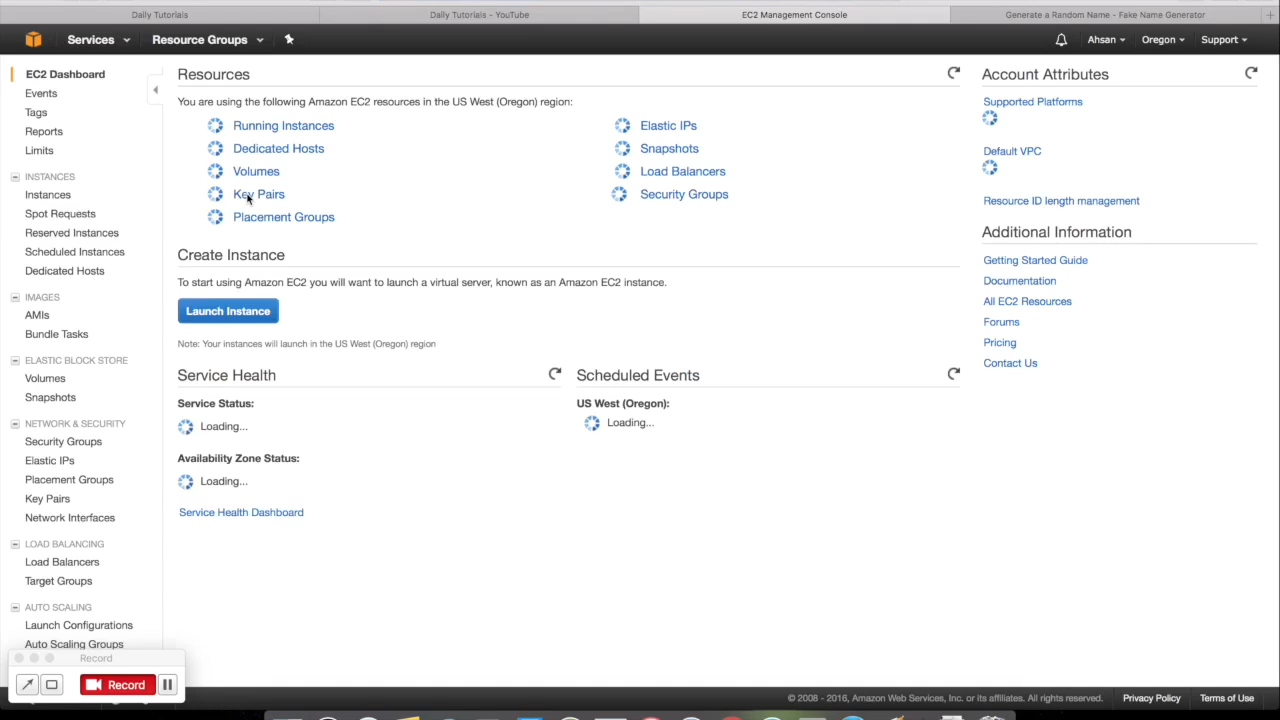 Daily Tutorials
Daily Tutorials - YouTube
EC2 Management Console
Generate a Random Name - Fake Name Generator
Services
Resource Groups
Ahsan
Oregon
Support
EC2 Dashboard
Events
Tags
Reports
Limits
INSTANCES
Instances
Spot Requests
Reserved Instances
Scheduled Instances
Dedicated Hosts
IMAGES
AMIs
Bundle Tasks
ELASTIC BLOCK STORE
Volumes
Snapshots
NETWORK & SECURITY
Security Groups
Elastic IPs
Placement Groups
Key Pairs
Network Interfaces
LOAD BALANCING
Load Balancers
Target Groups
AUTO SCALING
Launch Configurations
Auto Scaling Groups
Record
Record
Resources
You are using the following Amazon EC2 resources in the US West (Oregon) region:
Running Instances
Dedicated Hosts
Volumes
Key Pairs
Placement Groups
Elastic IPs
Snapshots
Load Balancers
Security Groups
Create Instance
To start using Amazon EC2 you will want to launch a virtual server, known as an Amazon EC2 instance.
Launch Instance
Note: Your instances will launch in the US West (Oregon) region
Service Health
Service Status:
Loading...
Availability Zone Status:
Loading...
Service Health Dashboard
Scheduled Events
US West (Oregon):
Loading...
Account Attributes
Supported Platforms
Default VPC
Resource ID length management
Additional Information
Getting Started Guide
Documentation
All EC2 Resources
Forums
Pricing
Contact Us
© 2008 - 2016, Amazon Web Services, Inc. or its affiliates. All rights reserved.
Privacy Policy
Terms of Use